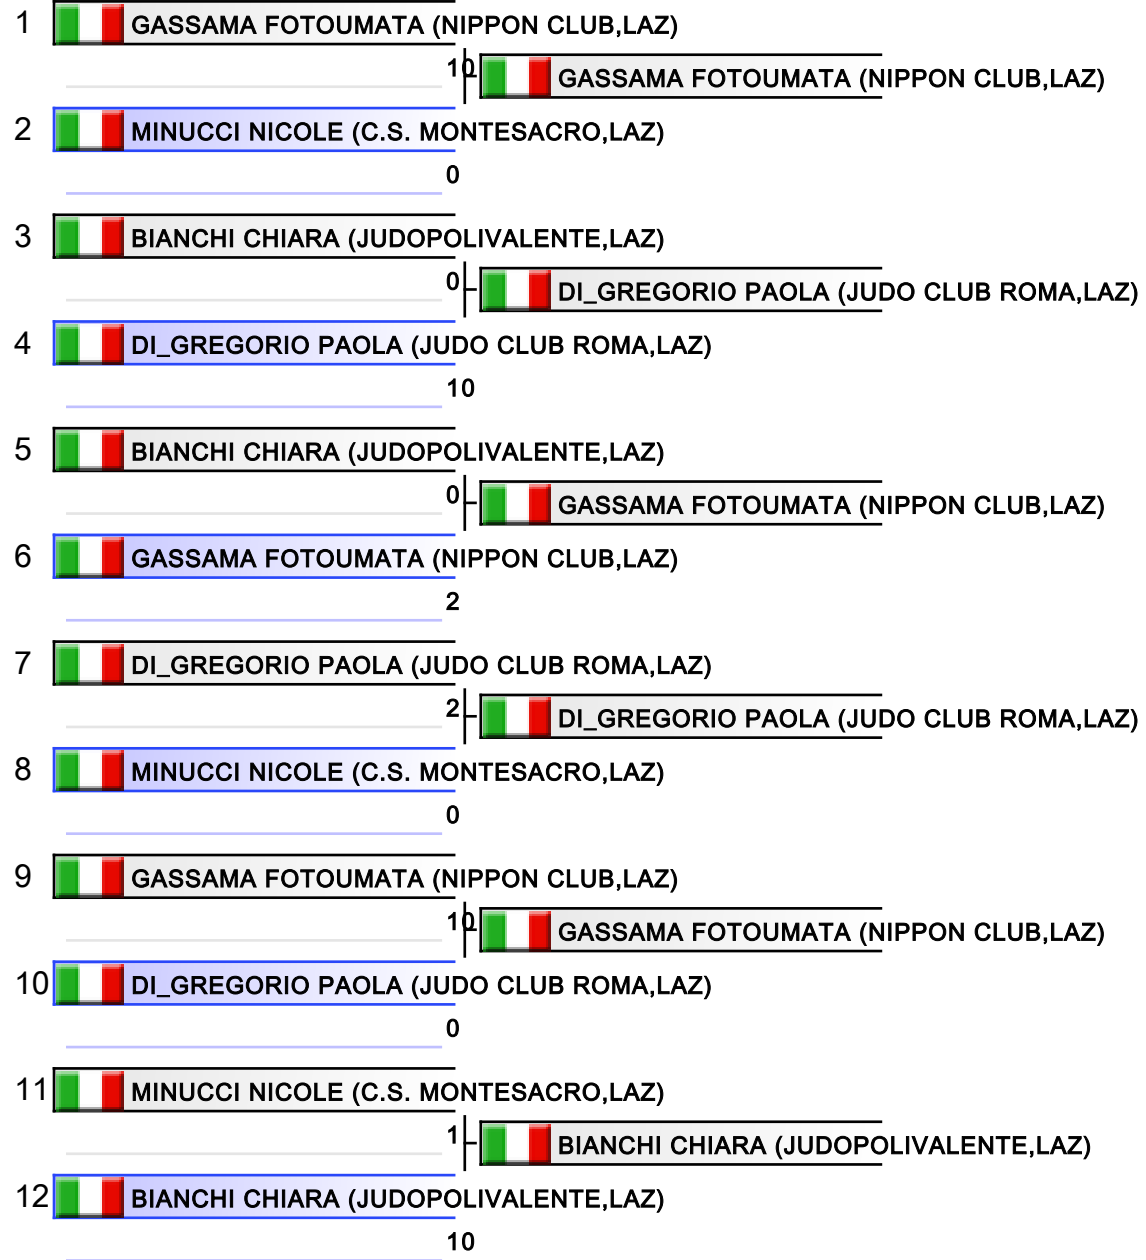 1 GASSAMA FOTOUMATA (NIPPON CLUB,LAZ)
10 GASSAMA FOTOUMATA (NIPPON CLUB,LAZ)
2 MINUCCI NICOLE (C.S. MONTESACRO,LAZ)
0
3 BIANCHI CHIARA (JUDOPOLIVALENTE,LAZ)
0 DI_GREGORIO PAOLA (JUDO CLUB ROMA,LAZ)
4 DI_GREGORIO PAOLA (JUDO CLUB ROMA,LAZ)
10
5 BIANCHI CHIARA (JUDOPOLIVALENTE,LAZ)
0 GASSAMA FOTOUMATA (NIPPON CLUB,LAZ)
6 GASSAMA FOTOUMATA (NIPPON CLUB,LAZ)
2
7 DI_GREGORIO PAOLA (JUDO CLUB ROMA,LAZ)
2 DI_GREGORIO PAOLA (JUDO CLUB ROMA,LAZ)
8 MINUCCI NICOLE (C.S. MONTESACRO,LAZ)
0
9 GASSAMA FOTOUMATA (NIPPON CLUB,LAZ)
10 GASSAMA FOTOUMATA (NIPPON CLUB,LAZ)
10 DI_GREGORIO PAOLA (JUDO CLUB ROMA,LAZ)
0
11 MINUCCI NICOLE (C.S. MONTESACRO,LAZ)
1 BIANCHI CHIARA (JUDOPOLIVALENTE,LAZ)
12 BIANCHI CHIARA (JUDOPOLIVALENTE,LAZ)
10